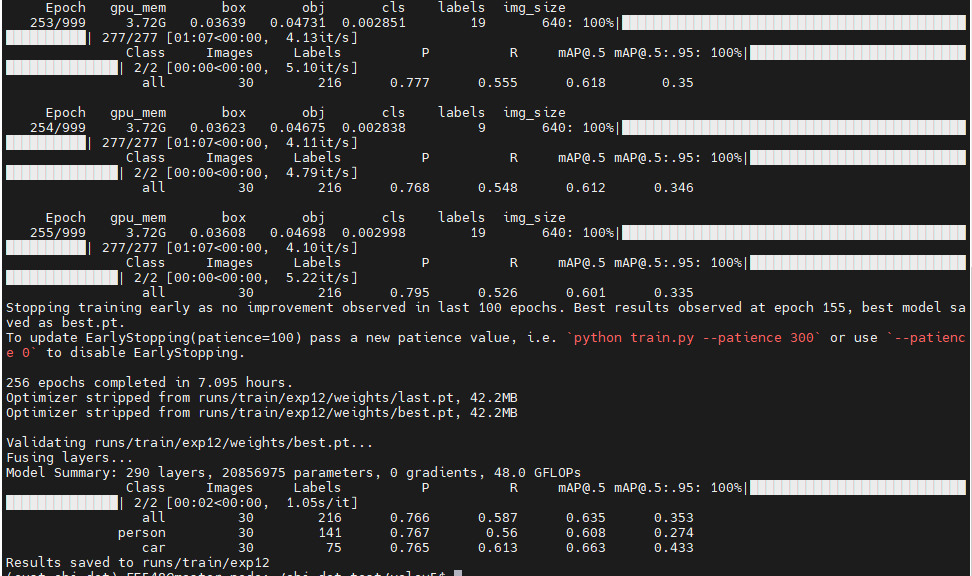 Epoch gpu_mem box obj cls labels img_size
253/999 3.72G 0.03639 0.04731 0.002851 19 640: 100%|
| 277/277 [01:07<00:00, 4.13it/s]
Class Images Labels P R mAP@.5 mAP@.5:.95: 100%|
| 2/2 [00:00<00:00, 5.10it/s]
all 30 216 0.777 0.555 0.618 0.35
Epoch gpu_mem box obj cls labels img_size
254/999 3.72G 0.03623 0.04675 0.002838 9 640: 100%|
| 277/277 [01:07<00:00, 4.11it/s]
Class Images Labels P R mAP@.5 mAP@.5:.95: 100%|
| 2/2 [00:00<00:00, 4.79it/s]
all 30 216 0.768 0.548 0.612 0.346
Epoch gpu_mem box obj cls labels img_size
255/999 3.72G 0.03608 0.04698 0.002998 19 640: 100%|
| 277/277 [01:07<00:00, 4.10it/s]
Class Images Labels P R mAP@.5 mAP@.5:.95: 100%|
| 2/2 [00:00<00:00, 5.22it/s]
all 30 216 0.795 0.526 0.601 0.335
Stopping training early as no improvement observed in last 100 epochs. Best results observed at epoch 155, best model sa
ved as best.pt.
To update EarlyStopping(patience=100) pass a new patience value, i.e. `python train.py --patience 300` or use `--patienc
e 0` to disable EarlyStopping.
256 epochs completed in 7.095 hours.
Optimizer stripped from runs/train/exp12/weights/last.pt, 42.2MB
Optimizer stripped from runs/train/exp12/weights/best.pt, 42.2MB
Validating runs/train/exp12/weights/best.pt...
Fusing layers...
Model Summary: 290 layers, 20856975 parameters, 0 gradients, 48.0 GFLOPs
Class Images Labels P R mAP@.5 mAP@.5:.95: 100%|
| 2/2 [00:02<00:00, 1.05s/it]
all 30 216 0.766 0.587 0.635 0.353
person 30 141 0.767 0.56 0.608 0.274
car 30 75 0.765 0.613 0.663 0.433
Results saved to runs/train/exp12